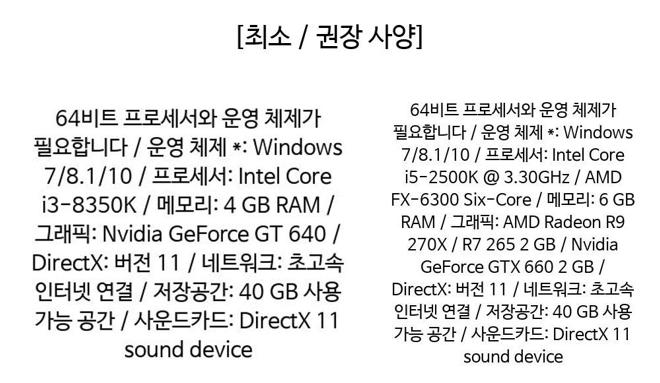 [최소 / 권장 사양]
64비트 프로세서와 운영 체제가
필요합니다 / 운영 체제 *: Windows
7/8.1/10 / 프로세서: Intel Core
i3-8350K / 메모리: 4 GB RAM /
그래픽: Nvidia GeForce GT 640 /
DirectX: 버전 11 / 네트워크: 초고속
인터넷 연결 / 저장공간: 40 GB 사용
가능 공간 / 사운드카드: DirectX 11
sound device
64비트 프로세서와 운영 체제가
필요합니다 / 운영 체제 *: Windows
7/8.1/10 / 프로세서: Intel Core
i5-2500K @ 3.30GHz / AMD
FX-6300 Six-Core / 메모리: 6 GB
RAM / 그래픽: AMD Radeon R9
270X / R7 265 2 GB / Nvidia
GeForce GTX 660 2 GB /
DirectX: 버전 11 / 네트워크: 초고속
인터넷 연결 / 저장공간: 40 GB 사용
가능 공간 / 사운드카드: DirectX 11
sound device